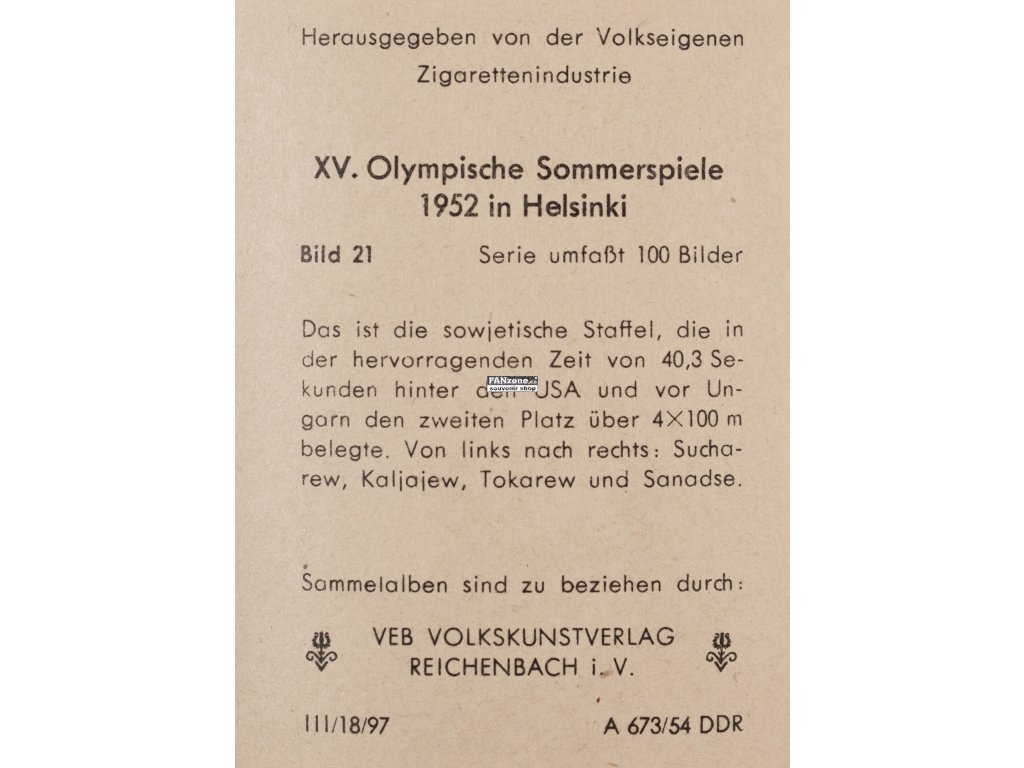 Herausgegeben von der Volkseigenen
Zigarettenindustrie
XV. Olympische Sommerspiele
1952 in Helsinki
Bild 21 Serie umfaßt 100 Bilder
Das ist die sowjetische Staffel, die in
der hervorragenden Zeit von 40,3 Se-
kunden hinter den USA und vor Un-
garn den zweiten Platz über 4×100 m
belegte. Von links nach rechts: Sucha-
rew, Kaljajew, Tokarew und Sanadse.
FANzone.cz
souvenir shop
Sammelalben sind zu beziehen durch:
VEB VOLKSKUNSTVERLAG
REICHENBACH i. V.
III/18/97 A 673/54 DDR